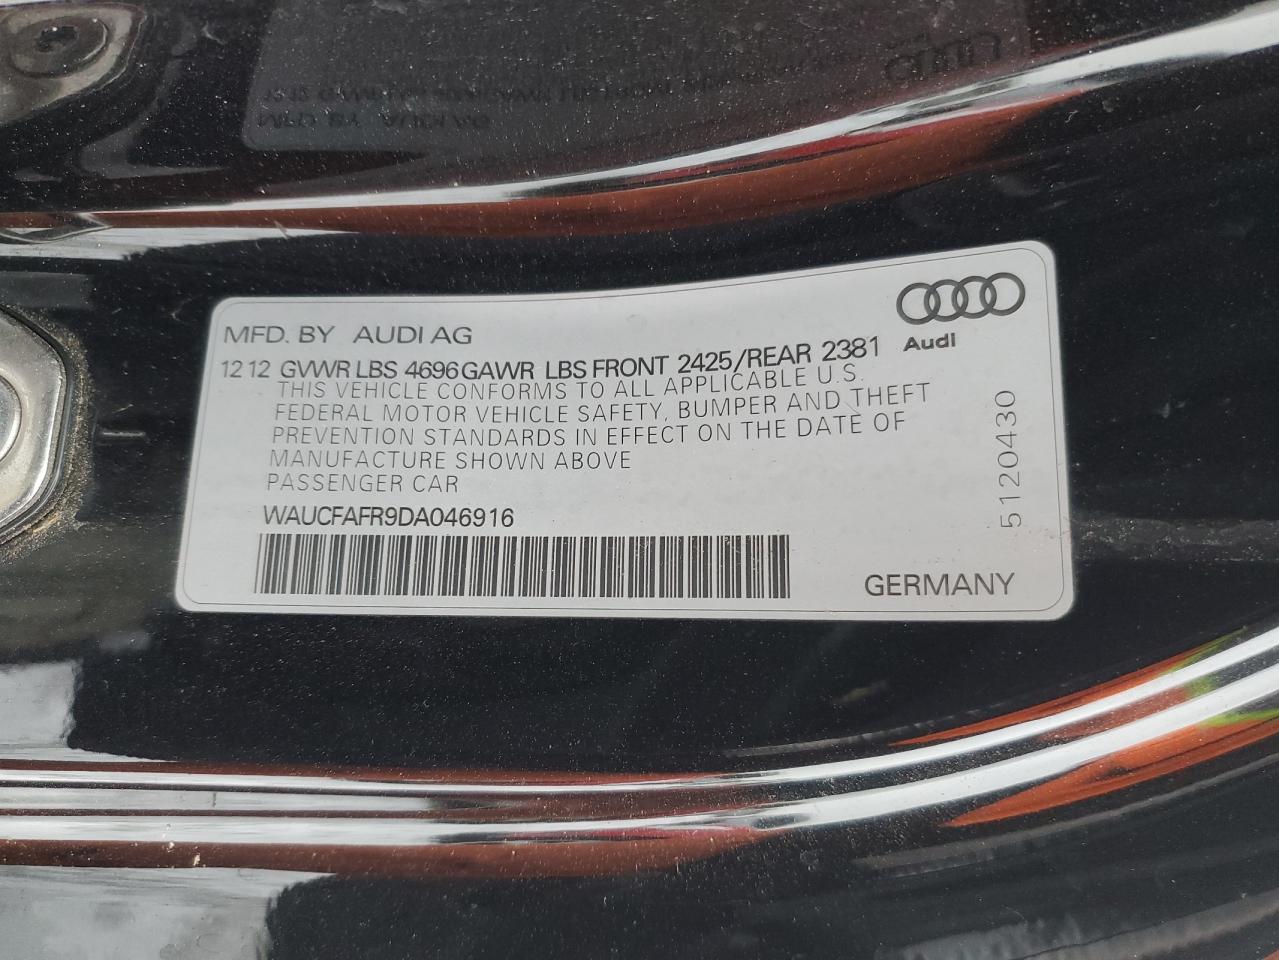 MFD. BY AUDI AG
12 12 GVWR LBS 4696 GAWR LBS FRONT 2425/REAR 2381
Audi
THIS VEHICLE CONFORMS TO ALL APPLICABLE U.S.
FEDERAL MOTOR VEHICLE SAFETY, BUMPER AND THEFT
PREVENTION STANDARDS IN EFFECT ON THE DATE OF
MANUFACTURE SHOWN ABOVE
PASSENGER CAR
WAUCFAFR9DA046916
5120430
GERMANY